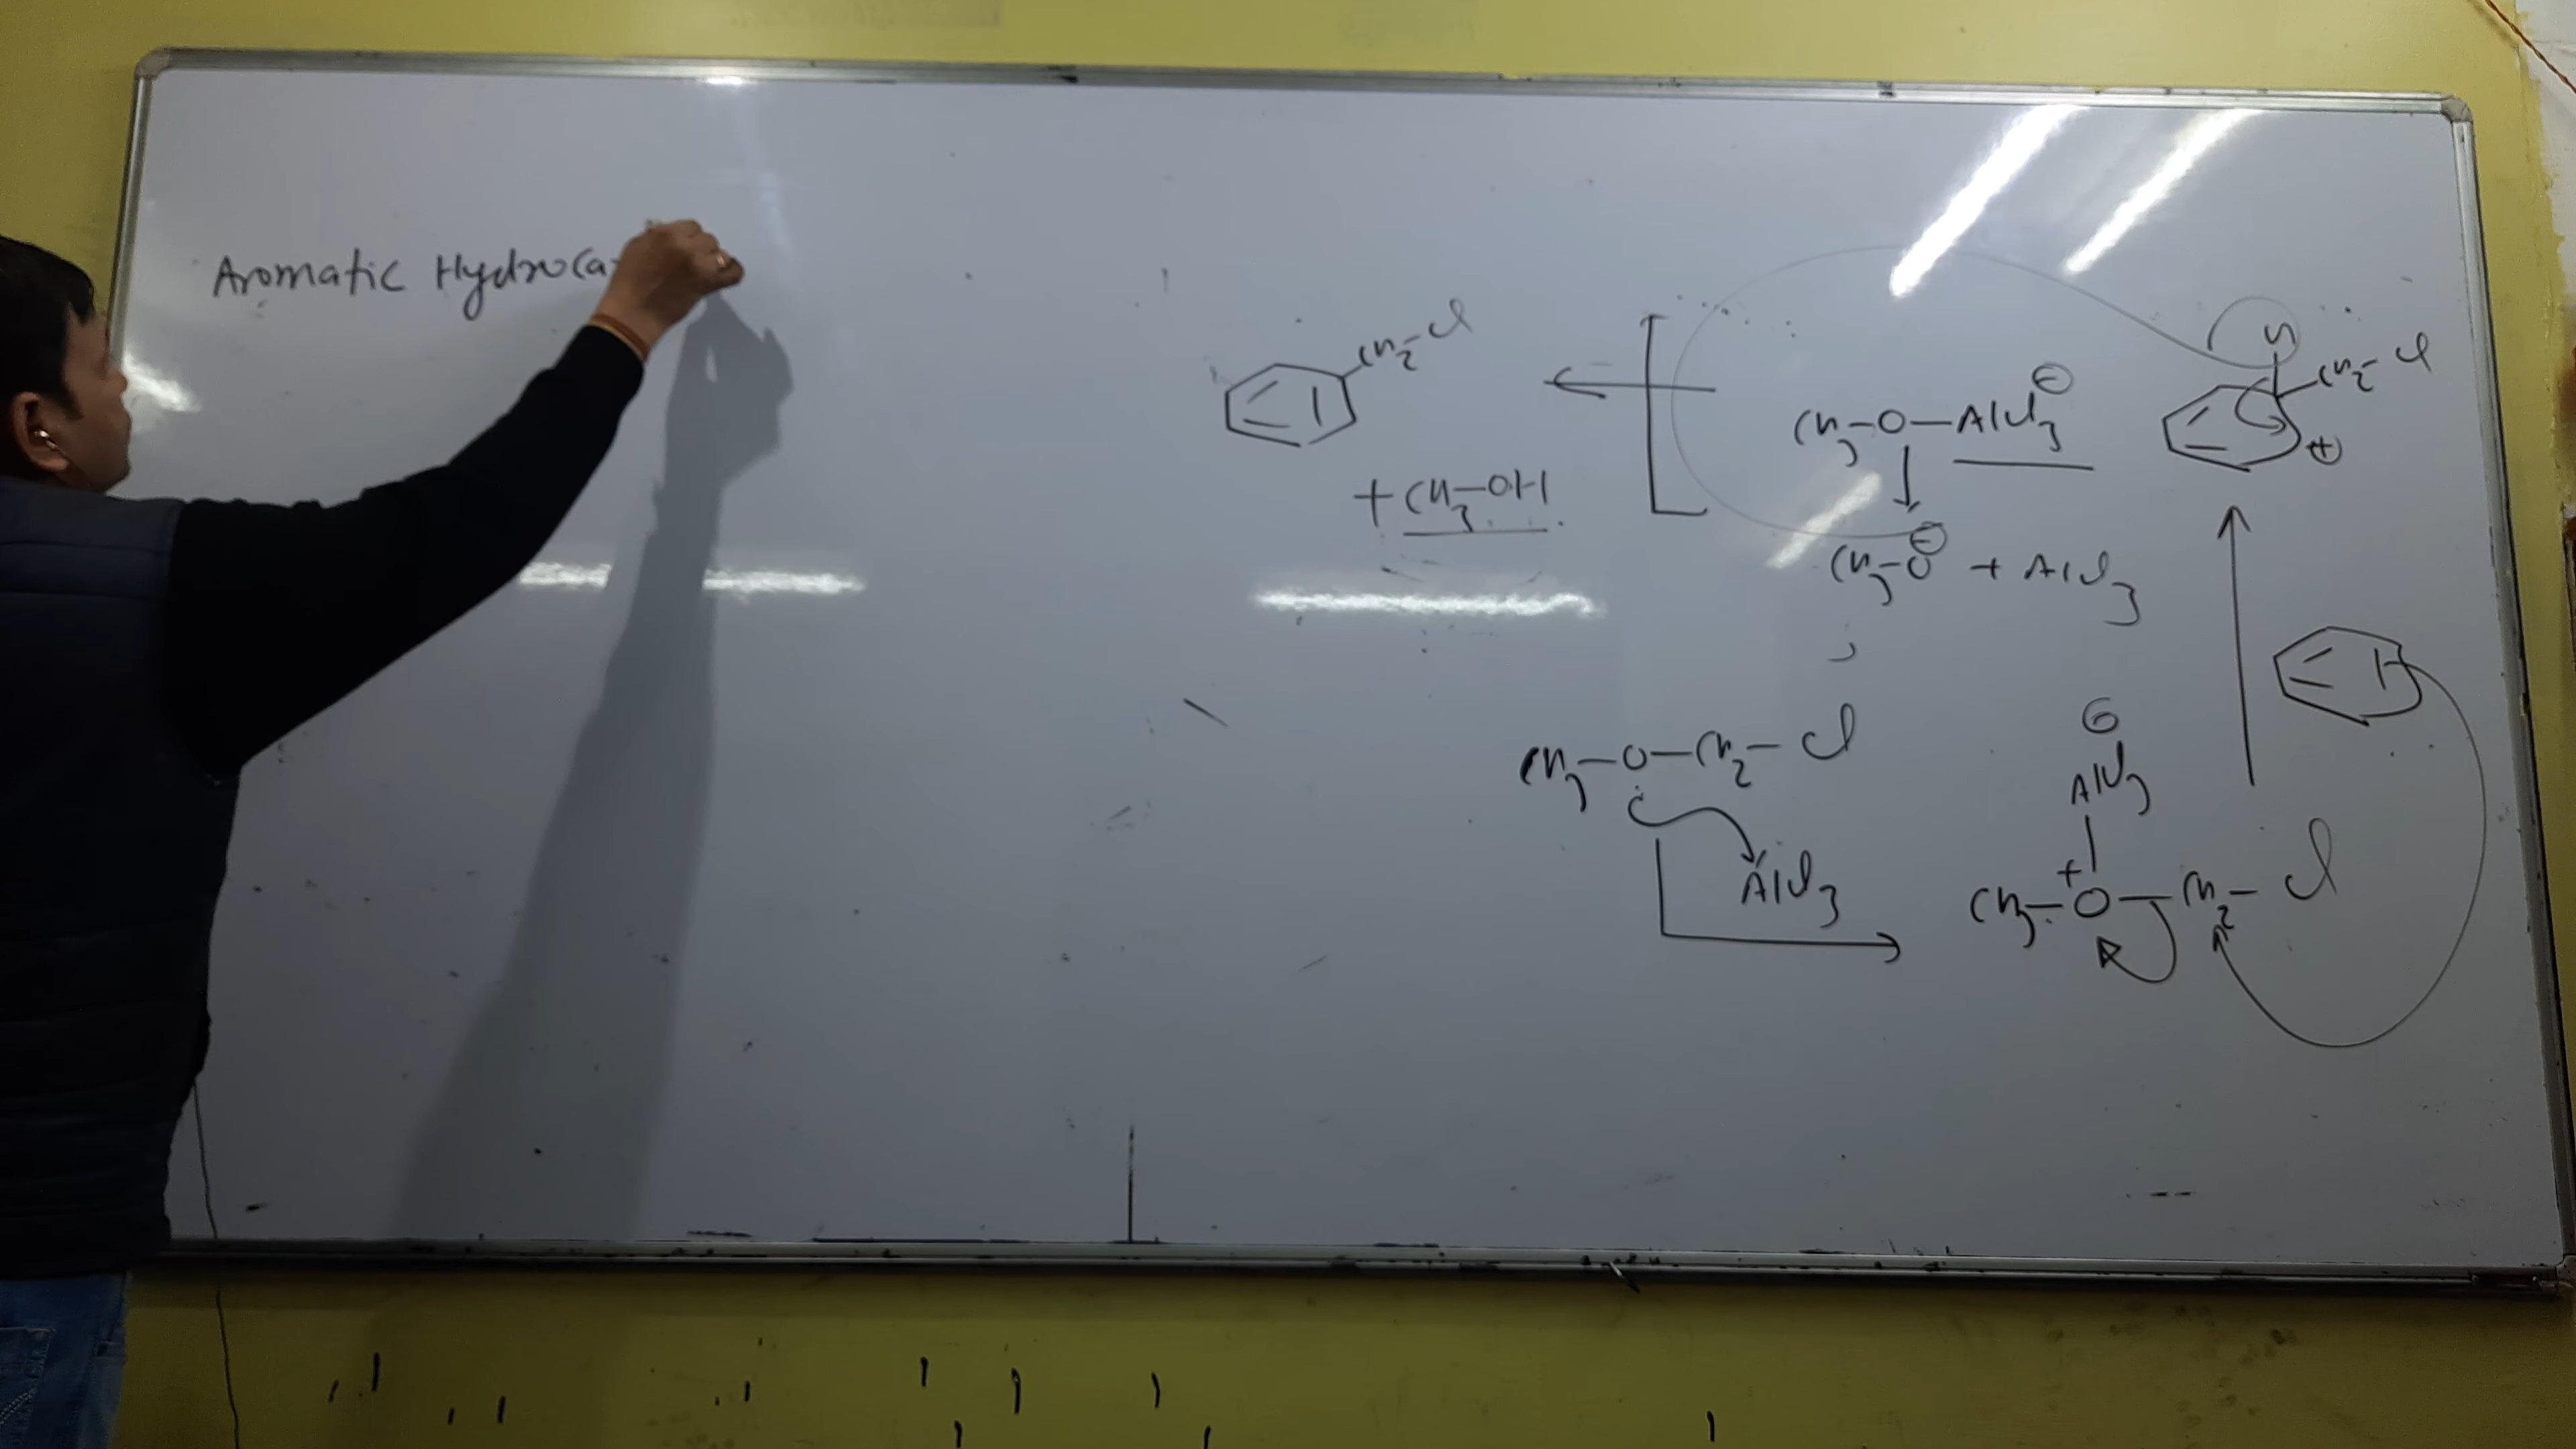 Aromatic Hydroca
CH2-Cl
+ CH3-OH
CH3-O-AlCl3 ⊖
H
CH2-Cl
⊕
CH3-O ⊖ + AlCl3
CH3-O-CH2-Cl
AlCl3
⊖
AlCl3
+
CH3-O-CH2-Cl